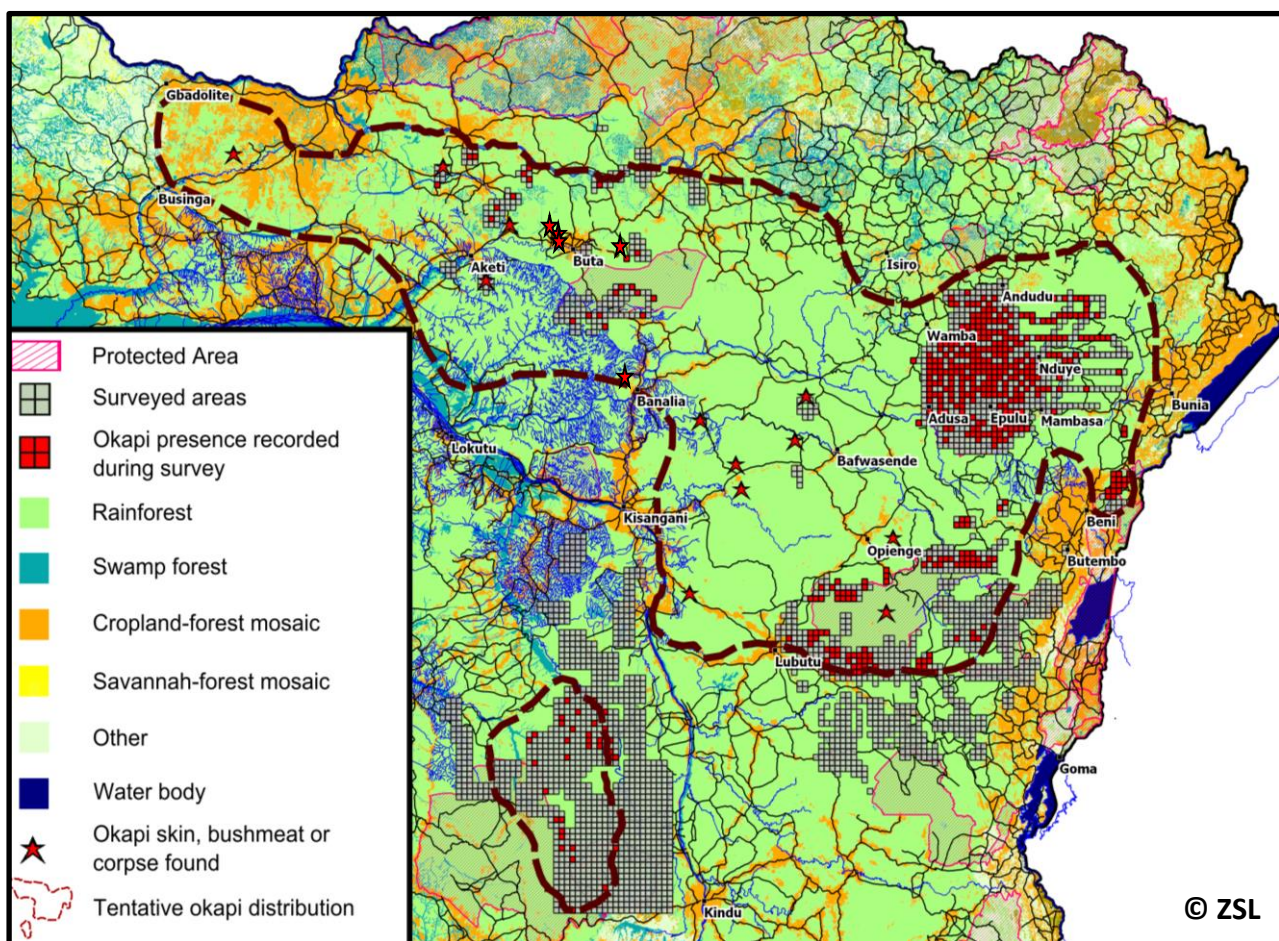 Gbadolite
Businga
Isiro
Buta
Aketi
Andudu
Wamba
Nduye
Bunia
Banalia
Adusa
Epulu
Mambasa
Lokutu
Bafwasende
Kisangani
Beni
Opienge
Butembo
Lubutu
Goma
Kindu
Protected Area
Surveyed areas
Okapi presence recorded
during survey
Rainforest
Swamp forest
Cropland-forest mosaic
Savannah-forest mosaic
Other
Water body
Okapi skin, bushmeat or
corpse found
Tentative okapi distribution
© ZSL